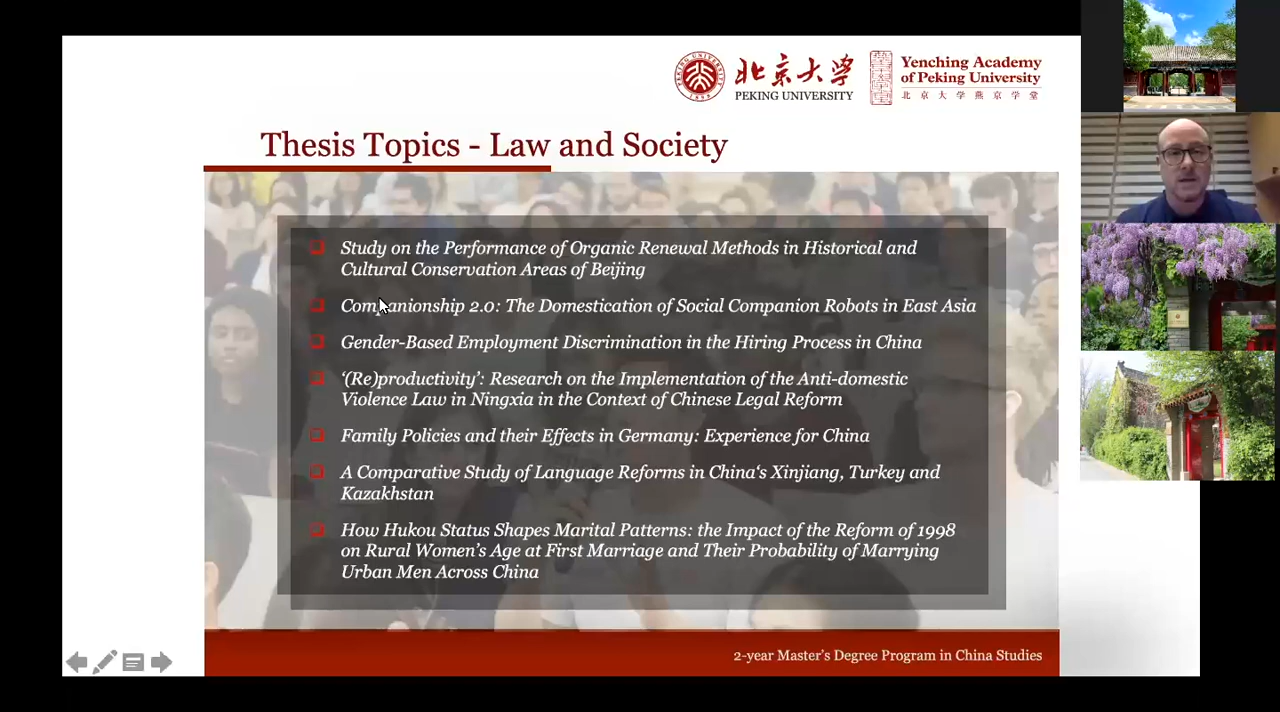 北京大学
PEKING UNIVERSITY
Yenching Academy
of Peking University
北京大学燕京学堂
Thesis Topics - Law and Society
Study on the Performance of Organic Renewal Methods in Historical and
Cultural Conservation Areas of Beijing
Companionship 2.0: The Domestication of Social Companion Robots in East Asia
Gender-Based Employment Discrimination in the Hiring Process in China
‘(Re)productivity’: Research on the Implementation of the Anti-domestic
Violence Law in Ningxia in the Context of Chinese Legal Reform
Family Policies and their Effects in Germany: Experience for China
A Comparative Study of Language Reforms in China‘s Xinjiang, Turkey and
Kazakhstan
How Hukou Status Shapes Marital Patterns: the Impact of the Reform of 1998
on Rural Women’s Age at First Marriage and Their Probability of Marrying
Urban Men Across China
2-year Master’s Degree Program in China Studies